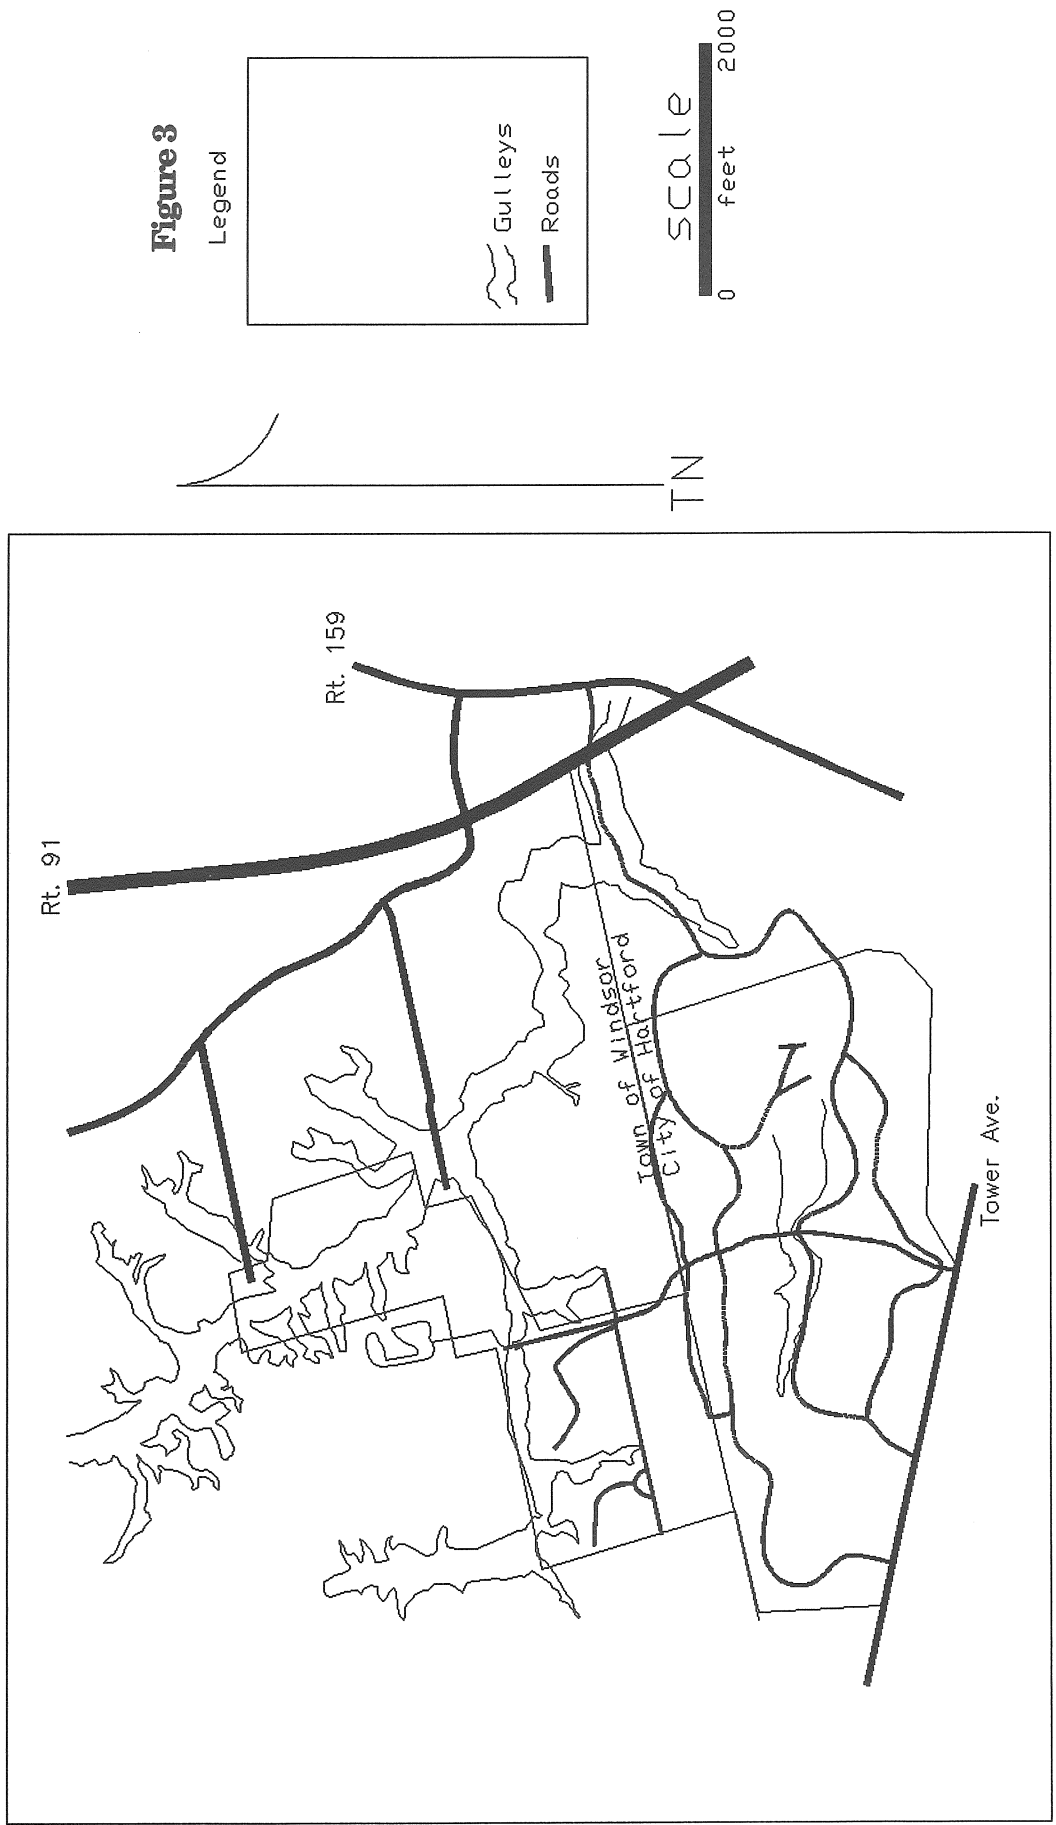 Figure 3
Legend
Gulleys
Roads
scale
0 feet 2000
TN
Rt. 159
Rt. 91
Town of Windsor
City of Hartford
Tower Ave.